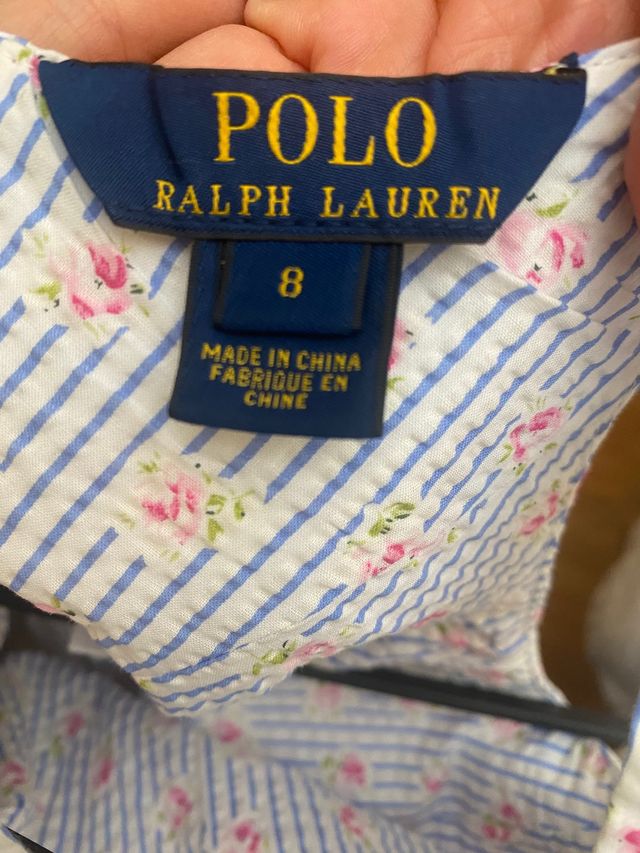 POLO
RALPH LAUREN
8
MADE IN CHINA
FABRIQUE EN
CHINE